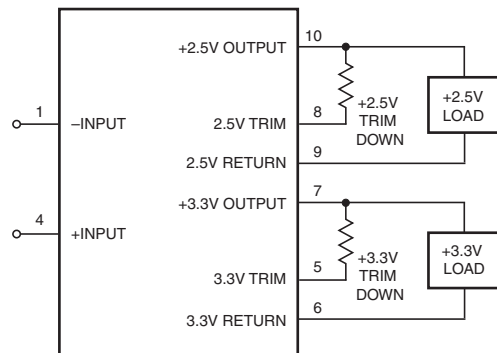 10
+2.5V OUTPUT
1
–INPUT
2.5V TRIM
8
+2.5V
TRIM
DOWN
+2.5V
LOAD
2.5V RETURN
9
+3.3V OUTPUT
7
4
+INPUT
3.3V TRIM
5
+3.3V
TRIM
DOWN
+3.3V
LOAD
3.3V RETURN
6